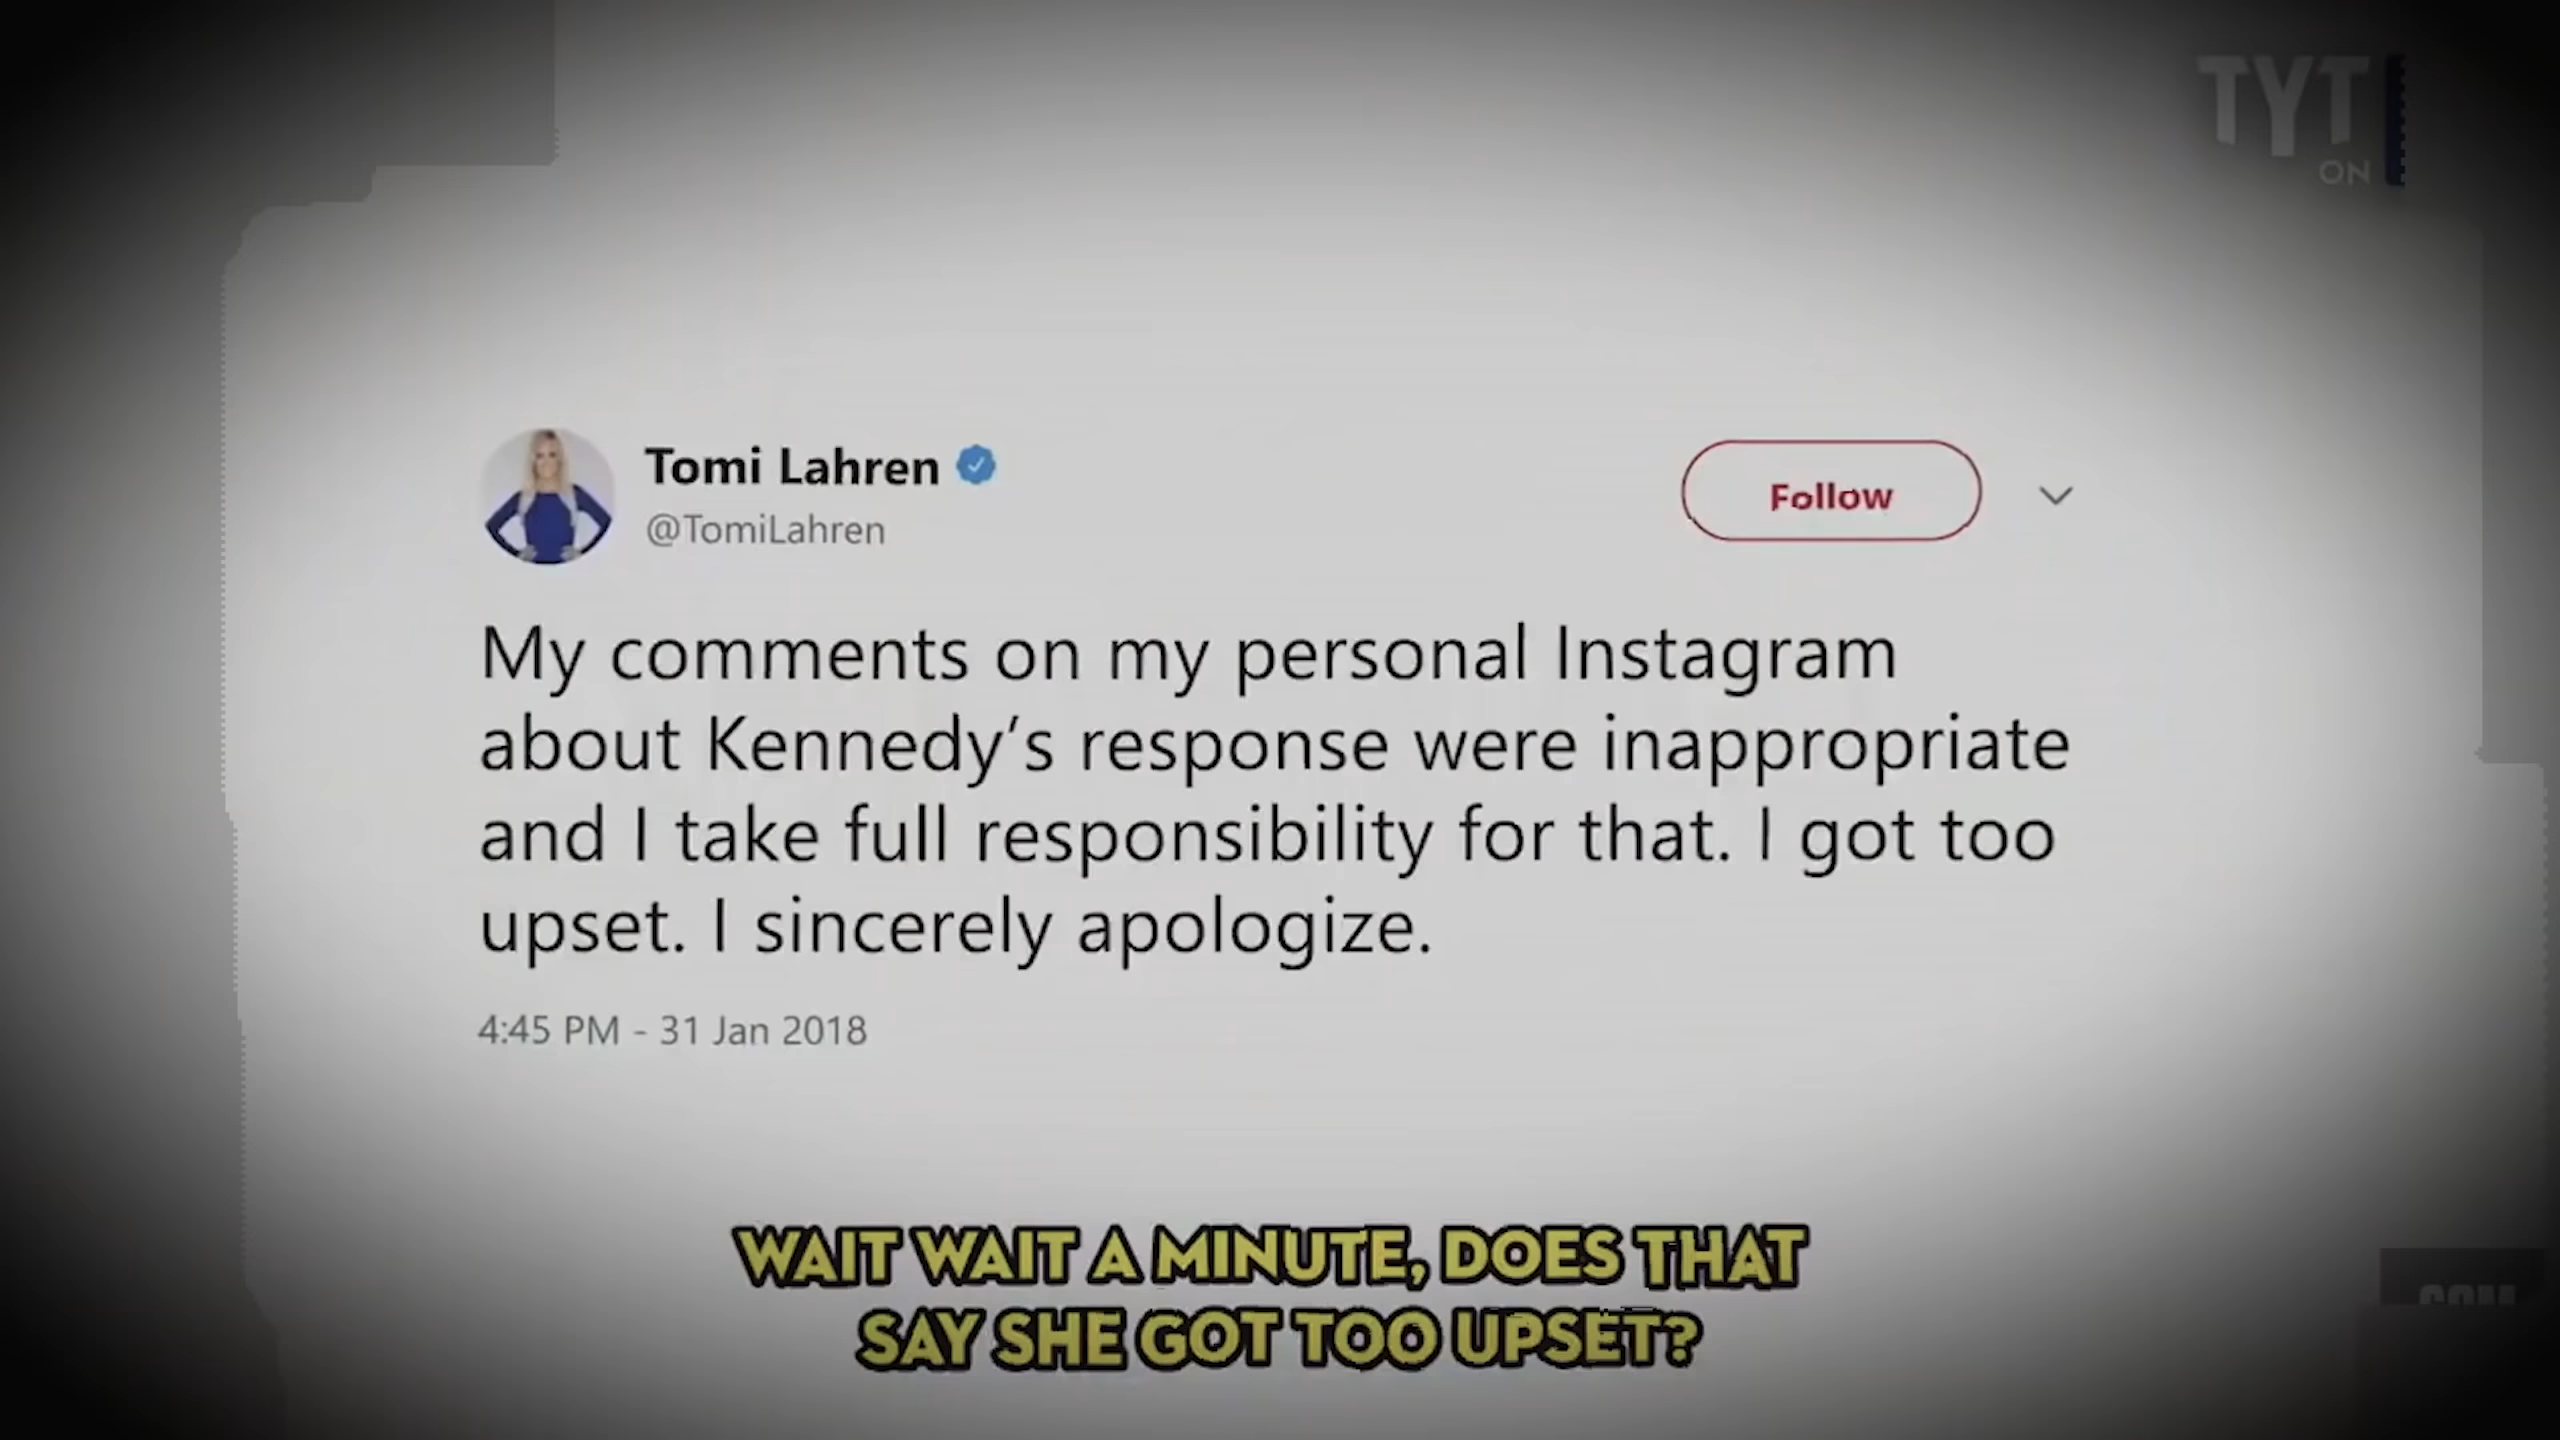 TYT
ON
Tomi Lahren
@TomiLahren
Follow
My comments on my personal Instagram
about Kennedy’s response were inappropriate
and I take full responsibility for that. I got too
upset. I sincerely apologize.
4:45 PM - 31 Jan 2018
WAIT WAIT A MINUTE, DOES THAT
SAY SHE GOT TOO UPSET?